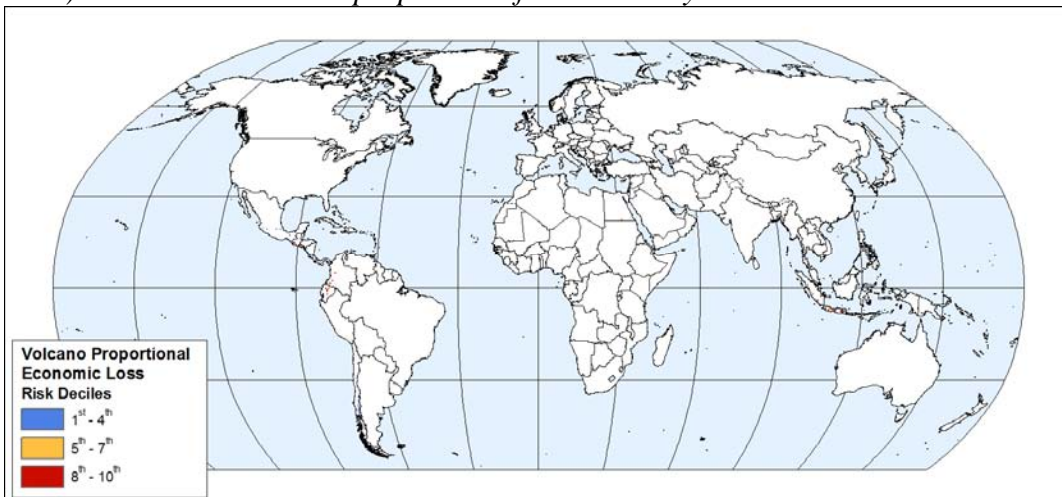 Volcano Proportional
Economic Loss
Risk Deciles
1st - 4th
5th - 7th
8th - 10th